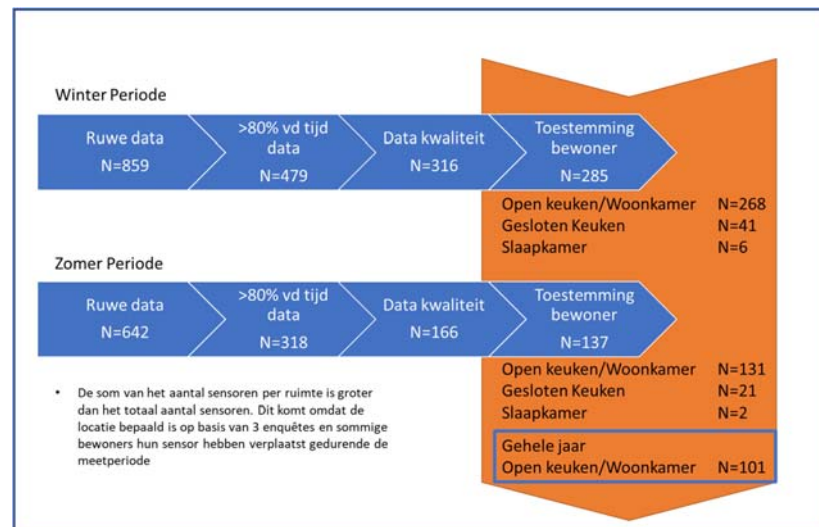 Winter Periode
Ruwe data
N=859
>80% vd tijd
data
N=479
Data kwaliteit
N=316
Toestemming
bewoner
N=285
Open keuken/Woonkamer N=268
Gesloten Keuken N=41
Slaapkamer N=6
Zomer Periode
Ruwe data
N=642
>80% vd tijd
data
N=318
Data kwaliteit
N=166
Toestemming
bewoner
N=137
Open keuken/Woonkamer N=131
Gesloten Keuken N=21
Slaapkamer N=2
• De som van het aantal sensoren per ruimte is groter
dan het totaal aantal sensoren. Dit komt omdat de
locatie bepaald is op basis van 3 enquêtes en sommige
bewoners hun sensor hebben verplaatst gedurende de
meetperiode
Gehele jaar
Open keuken/Woonkamer N=101